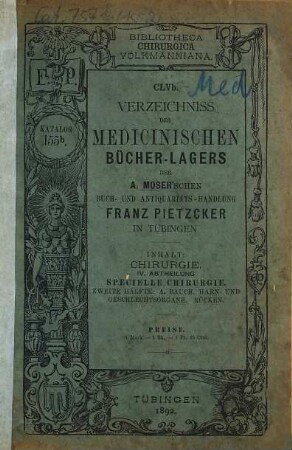 BIBLIOTHECA
CHIRURGICA
VOLKMANNIANA
CLVb.
Med
VERZEICHNISS
DES
KATALOG
155b.
MEDICINISCHEN
BÜCHER-LAGERS
DER
A. MOSER'SCHEN
BUCH- UND ANTIQUARIATS-HANDLUNG
FRANZ PIETZCKER
IN TÜBINGEN
INHALT:
CHIRURGIE.
IV. ABTHEILUNG
SPECIELLE CHIRURGIE.
ZWEITE HÄLFTE: A. BAUCH. HARN- UND
GESCHLECHTSORGANE. RÜCKEN.
PREISE.
TÜBINGEN
1892.